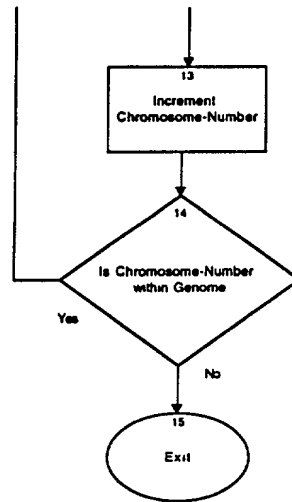 13
Increment
Chromosome-Number
14
Is Chromosome-Number
within Genome
Yes
No
15
Exit